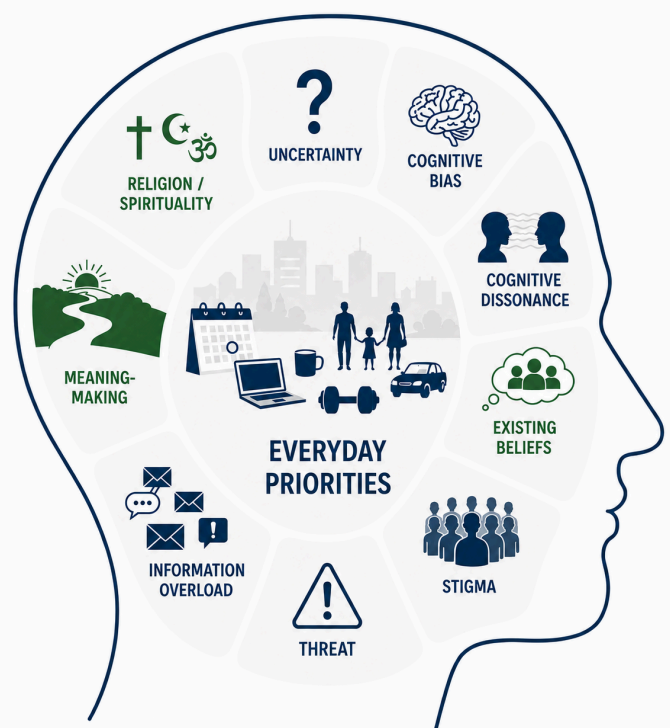 UNCERTAINTY
COGNITIVE
BIAS
RELIGION /
SPIRITUALITY
COGNITIVE
DISSONANCE
MEANING-
MAKING
EXISTING
BELIEFS
EVERYDAY
PRIORITIES
INFORMATION
OVERLOAD
STIGMA
THREAT